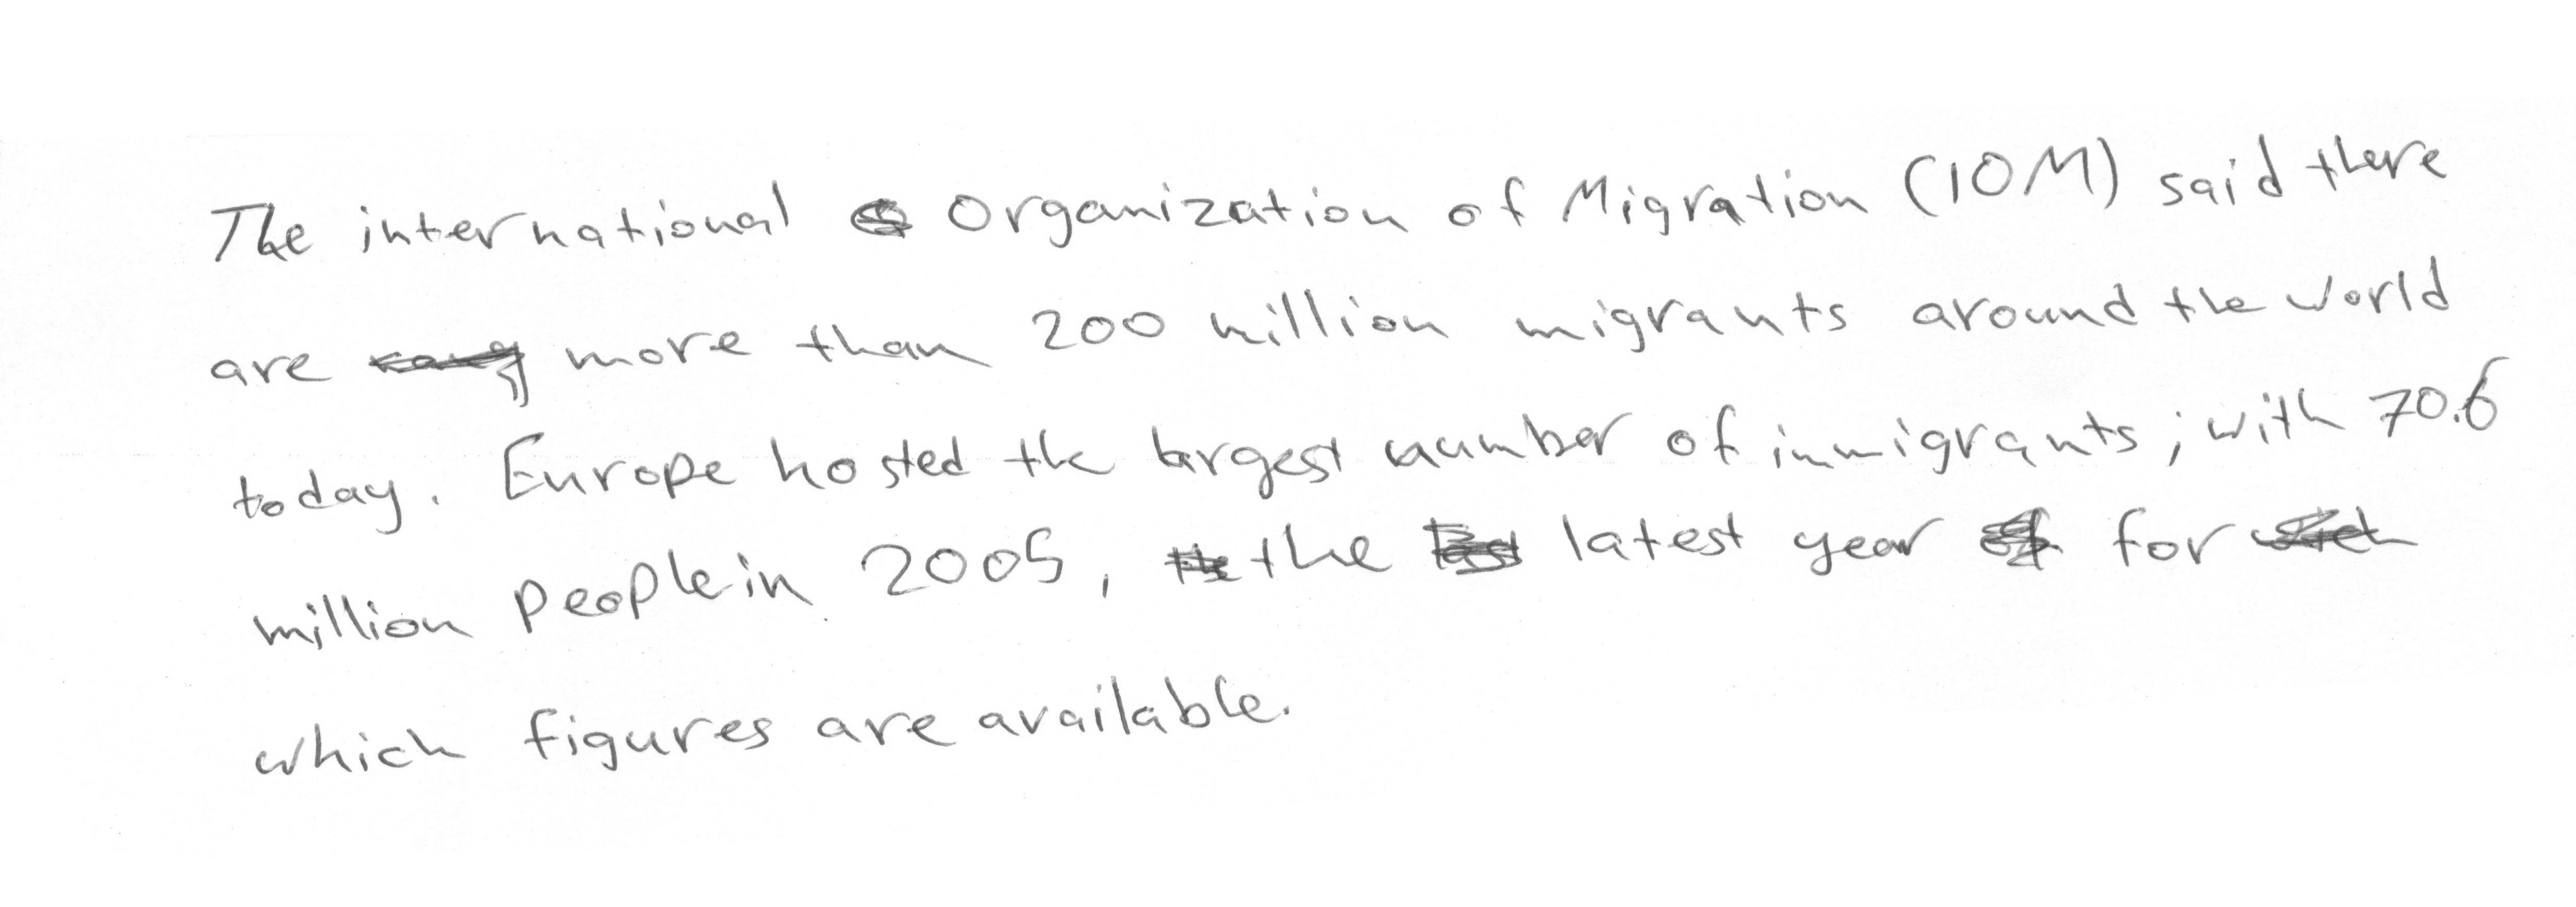 The international Organization of Migration (IOM) said there
are more than 200 million migrants around the world
today. Europe hosted the largest number of inmigrants; with 70.6
million people in 2005, the latest year for
which figures are available.